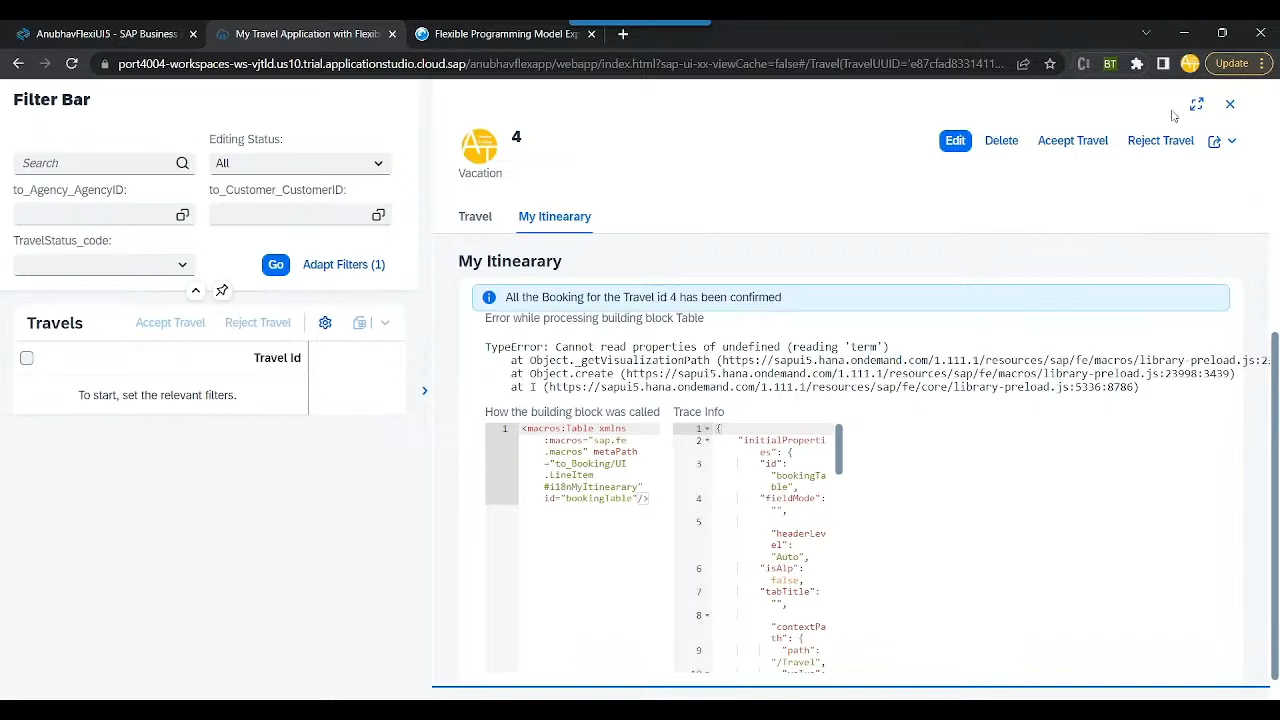 AnubhavFlexiUI5 - SAP Business
My Travel Application with Flexib
Flexible Programming Model Exp
port4004-workspaces-ws-vjtld.us10.trial.applicationstudio.cloud.sap/anubhavflexapp/webapp/index.html?sap-ui-xx-viewCache=false#/Travel(TravelUUID='e87cfad8331411...
BT
Update
Filter Bar
Editing Status:
Search
All
to_Agency_AgencyID:
to_Customer_CustomerID:
TravelStatus_code:
Go
Adapt Filters (1)
Travels
Accept Travel
Reject Travel
Travel Id
To start, set the relevant filters.
AT
4
Vacation
Edit
Delete
Aceept Travel
Reject Travel
Travel
My Itinearary
My Itinearary
All the Booking for the Travel id 4 has been confirmed
Error while processing building block Table
TypeError: Cannot read properties of undefined (reading 'term')
at Object._getVisualizationPath (https://sapui5.hana.ondemand.com/1.111.1/resources/sap/fe/macros/library-preload.js:2
at Object.create (https://sapui5.hana.ondemand.com/1.111.1/resources/sap/fe/macros/library-preload.js:23998:3439)
at I (https://sapui5.hana.ondemand.com/1.111.1/resources/sap/fe/core/library-preload.js:5336:8786)
How the building block was called
1 <macros:Table xmlns
:macros="sap.fe
.macros" metaPath
="to_Booking/UI
.LineItem
#i18nMyItinearary"
id="bookingTable"/>
Trace Info
1 {
2 "initialProperti
es": {
3 "id":
"bookingTa
ble",
4 "fieldMode":
"",
5
"headerLev
el":
"Auto",
6 "isAlp":
false,
7 "tabTitle":
"",
8
"contextPa
th": {
9 "path":
"/Travel",